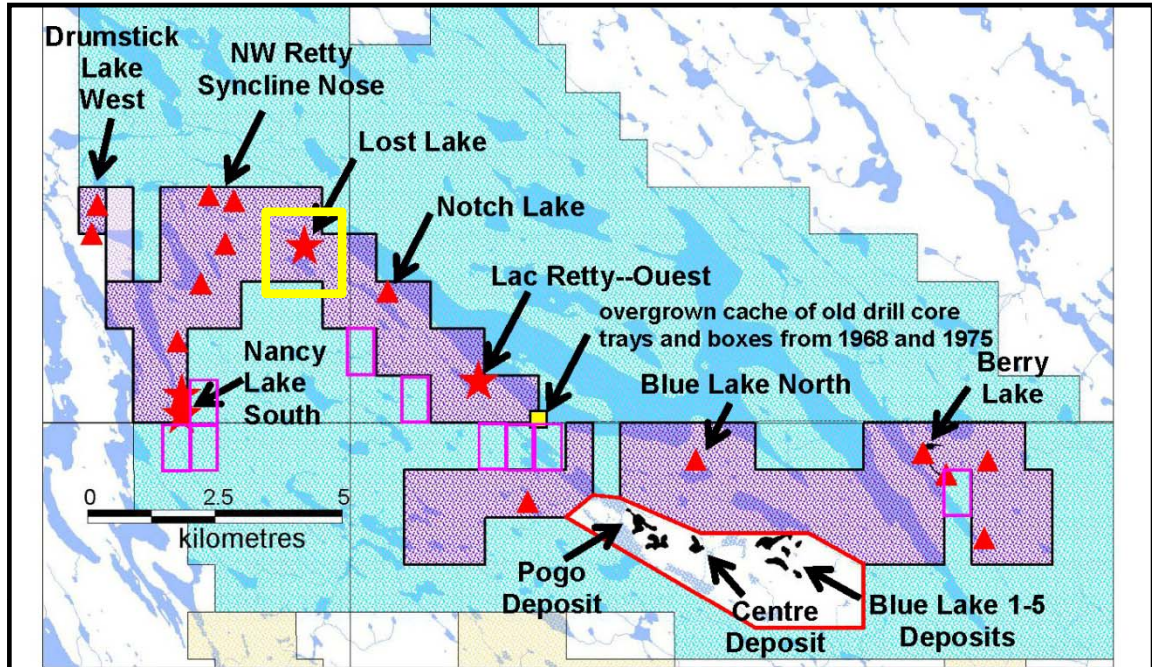 Drumstick
Lake
West
NW Retty
Syncline Nose
Lost Lake
Notch Lake
Lac Retty--Ouest
overgrown cache of old drill core
trays and boxes from 1968 and 1975
Berry
Lake
Blue Lake North
Nancy
Lake
South
0 2.5 5
kilometres
Pogo
Deposit
Centre
Deposit
Blue Lake 1-5
Deposits